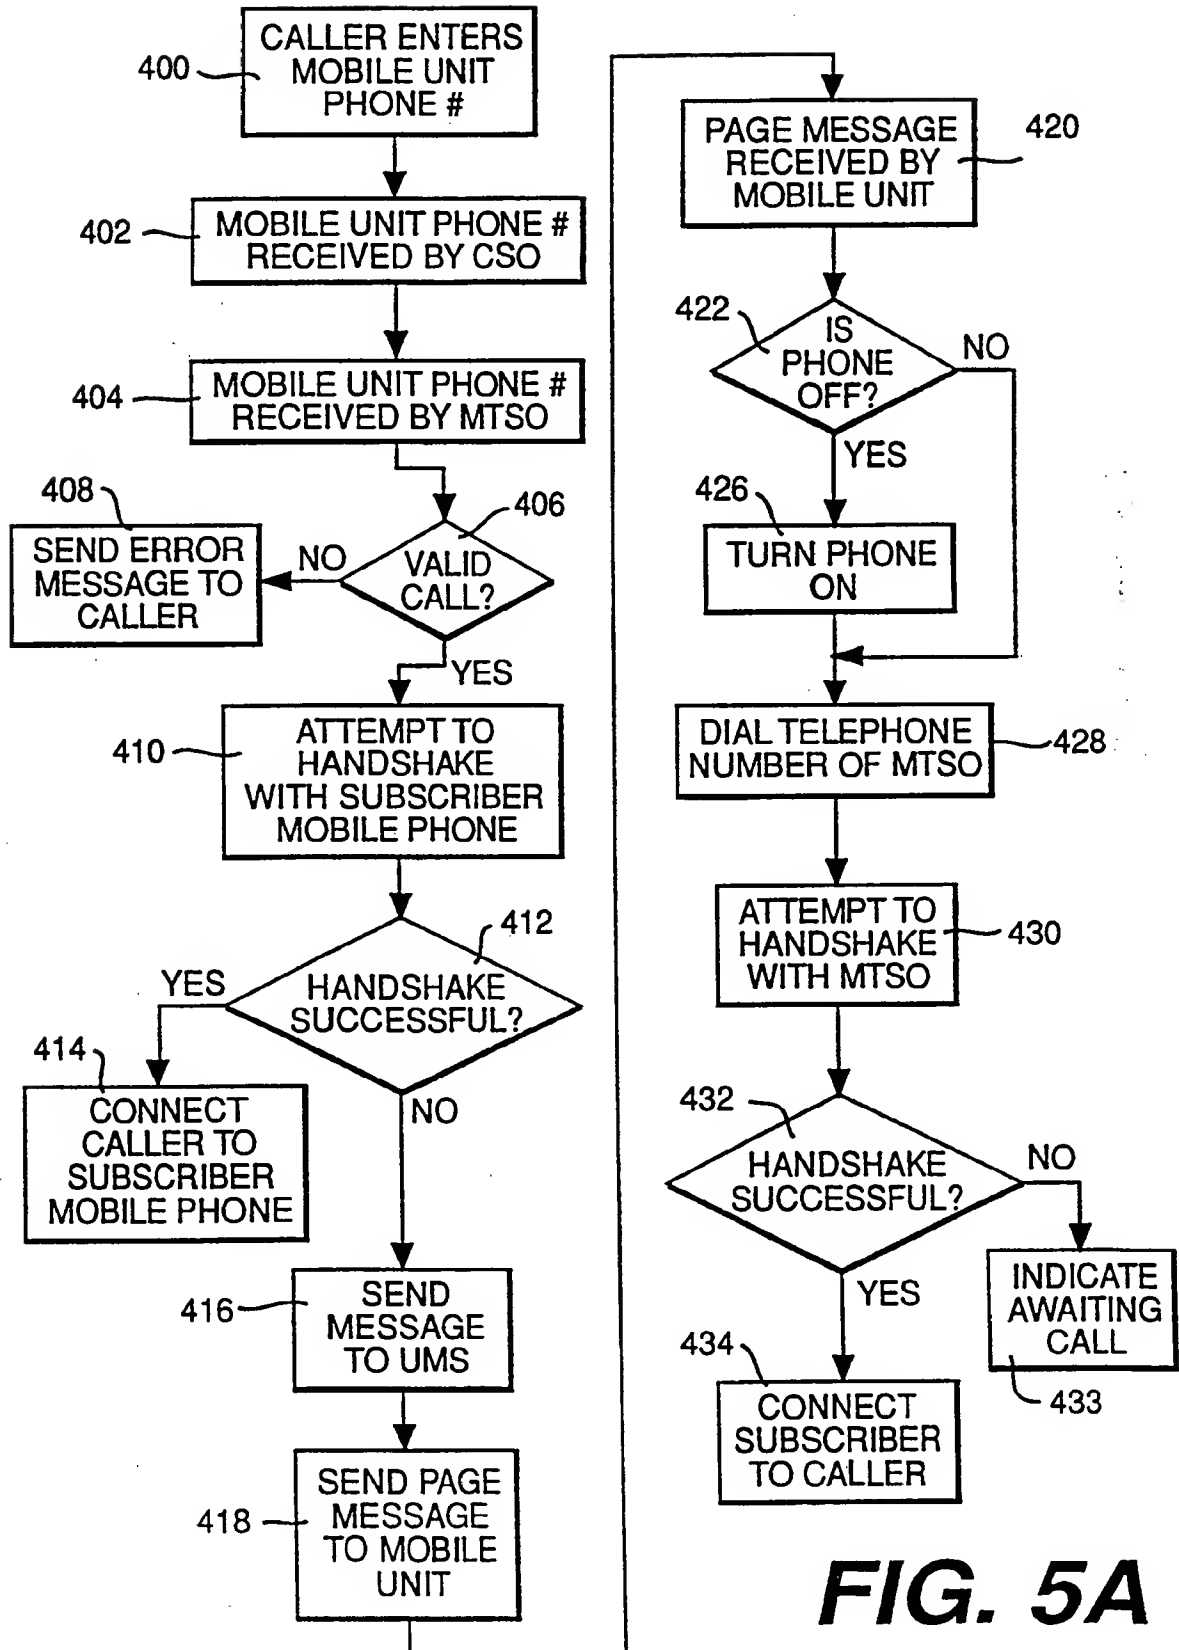 CALLER ENTERS
MOBILE UNIT
PHONE #
400
MOBILE UNIT PHONE #
RECEIVED BY CSO
402
MOBILE UNIT PHONE #
RECEIVED BY MTSO
404
408
406
SEND ERROR
MESSAGE TO
CALLER
NO
VALID
CALL?
YES
410
ATTEMPT TO
HANDSHAKE
WITH SUBSCRIBER
MOBILE PHONE
412
YES
HANDSHAKE
SUCCESSFUL?
414
NO
CONNECT
CALLER TO
SUBSCRIBER
MOBILE PHONE
416
SEND
MESSAGE
TO UMS
418
SEND PAGE
MESSAGE
TO MOBILE
UNIT
PAGE MESSAGE
RECEIVED BY
MOBILE UNIT
420
422
IS
PHONE
OFF?
NO
YES
426
TURN PHONE
ON
DIAL TELEPHONE
NUMBER OF MTSO
428
ATTEMPT TO
HANDSHAKE
WITH MTSO
430
432
HANDSHAKE
SUCCESSFUL?
NO
YES
INDICATE
AWAITING
CALL
433
434
CONNECT
SUBSCRIBER
TO CALLER
FIG. 5A